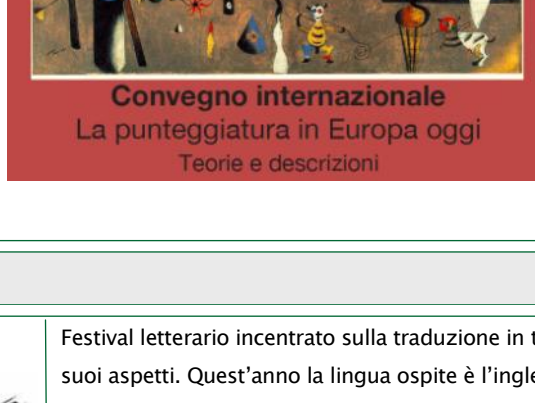 Convegno internazionale
La punteggiatura in Europa oggi
Teorie e descrizioni
Festival letterario incentrato sulla traduzione in
suoi aspetti. Quest'anno la lingua ospite è